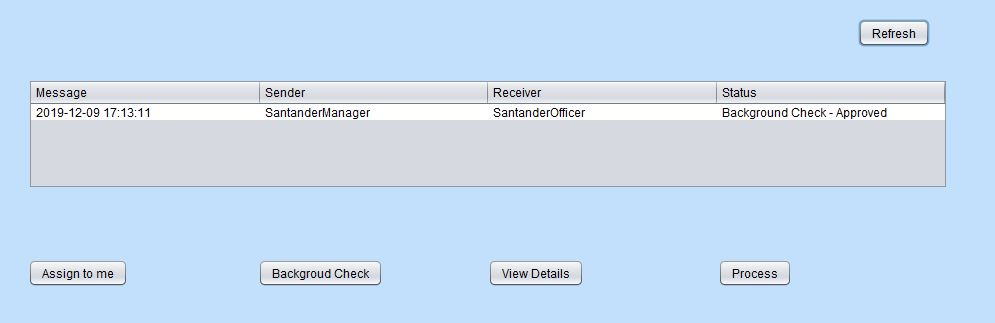 Refresh
Message Sender Receiver Status
2019-12-09 17:13:11 SantanderManager SantanderOfficer Background Check - Approved
Assign to me Backgroud Check View Details Process